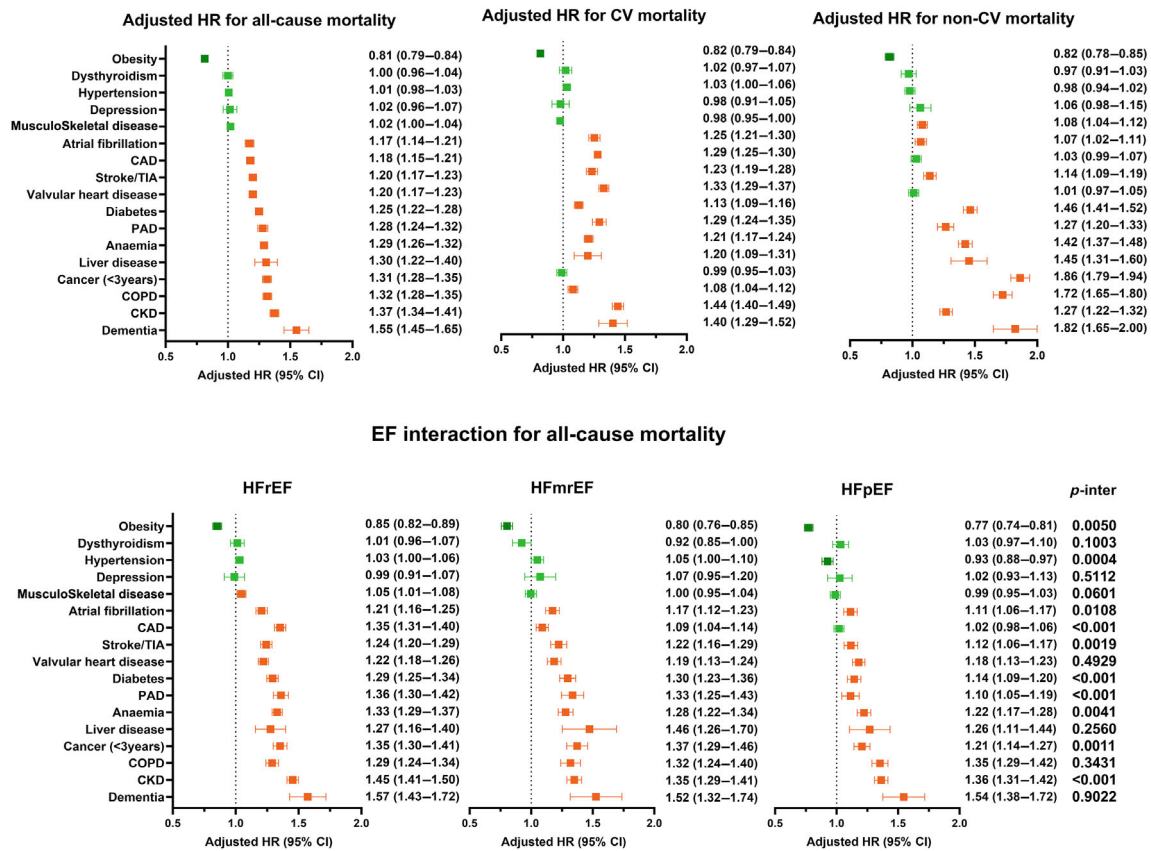 Adjusted HR for all-cause mortality
Adjusted HR for CV mortality
Adjusted HR for non-CV mortality
Obesity 0.81 (0.79–0.84) 0.82 (0.79–0.84) 0.82 (0.78–0.85)
Dysthyroidism 1.00 (0.96–1.04) 1.02 (0.97–1.07) 0.97 (0.91–1.03)
Hypertension 1.01 (0.98–1.03) 1.03 (1.00–1.06) 0.98 (0.94–1.02)
Depression 1.02 (0.96–1.07) 0.98 (0.91–1.05) 1.06 (0.98–1.15)
MusculoSkeletal disease 1.02 (1.00–1.04) 0.98 (0.95–1.00) 1.08 (1.04–1.12)
Atrial fibrillation 1.17 (1.14–1.21) 1.25 (1.21–1.30) 1.07 (1.02–1.11)
CAD 1.18 (1.15–1.21) 1.29 (1.25–1.30) 1.03 (0.99–1.07)
Stroke/TIA 1.20 (1.17–1.23) 1.23 (1.19–1.28) 1.14 (1.09–1.19)
Valvular heart disease 1.20 (1.17–1.23) 1.33 (1.29–1.37) 1.01 (0.97–1.05)
Diabetes 1.25 (1.22–1.28) 1.13 (1.09–1.16) 1.46 (1.41–1.52)
PAD 1.28 (1.24–1.32) 1.29 (1.24–1.35) 1.27 (1.20–1.33)
Anaemia 1.29 (1.26–1.32) 1.21 (1.17–1.24) 1.42 (1.37–1.48)
Liver disease 1.30 (1.22–1.40) 1.20 (1.09–1.31) 1.45 (1.31–1.60)
Cancer (<3years) 1.31 (1.28–1.35) 0.99 (0.95–1.03) 1.86 (1.79–1.94)
COPD 1.32 (1.28–1.35) 1.08 (1.04–1.12) 1.72 (1.65–1.80)
CKD 1.37 (1.34–1.41) 1.44 (1.40–1.49) 1.27 (1.22–1.32)
Dementia 1.55 (1.45–1.65) 1.40 (1.29–1.52) 1.82 (1.65–2.00)
0.5 1.0 1.5 2.0 0.5 1.0 1.5 2.0 0.5 1.0 1.5 2.0
Adjusted HR (95% CI) Adjusted HR (95% CI) Adjusted HR (95% CI)
EF interaction for all-cause mortality
HFrEF HFmrEF HFpEF p-inter
Obesity 0.85 (0.82–0.89) 0.80 (0.76–0.85) 0.77 (0.74–0.81) 0.0050
Dysthyroidism 1.01 (0.96–1.07) 0.92 (0.85–1.00) 1.03 (0.97–1.10) 0.1003
Hypertension 1.03 (1.00–1.06) 1.05 (1.00–1.10) 0.93 (0.88–0.97) 0.0004
Depression 0.99 (0.91–1.07) 1.07 (0.95–1.20) 1.02 (0.93–1.13) 0.5112
MusculoSkeletal disease 1.05 (1.01–1.08) 1.00 (0.95–1.04) 0.99 (0.95–1.03) 0.0601
Atrial fibrillation 1.21 (1.16–1.25) 1.17 (1.12–1.23) 1.11 (1.06–1.17) 0.0108
CAD 1.35 (1.31–1.40) 1.09 (1.04–1.14) 1.02 (0.98–1.06) <0.001
Stroke/TIA 1.24 (1.20–1.29) 1.22 (1.16–1.29) 1.12 (1.06–1.17) 0.0019
Valvular heart disease 1.22 (1.18–1.26) 1.19 (1.13–1.24) 1.18 (1.13–1.23) 0.4929
Diabetes 1.29 (1.25–1.34) 1.30 (1.23–1.36) 1.14 (1.09–1.20) <0.001
PAD 1.36 (1.30–1.42) 1.33 (1.25–1.43) 1.10 (1.05–1.19) <0.001
Anaemia 1.33 (1.29–1.37) 1.28 (1.22–1.34) 1.22 (1.17–1.28) 0.0041
Liver disease 1.27 (1.16–1.40) 1.46 (1.26–1.70) 1.26 (1.11–1.44) 0.2560
Cancer (<3years) 1.35 (1.30–1.41) 1.37 (1.29–1.46) 1.21 (1.14–1.27) 0.0011
COPD 1.29 (1.24–1.34) 1.32 (1.24–1.40) 1.35 (1.29–1.42) 0.3431
CKD 1.45 (1.41–1.50) 1.35 (1.29–1.41) 1.36 (1.31–1.42) <0.001
Dementia 1.57 (1.43–1.72) 1.52 (1.32–1.74) 1.54 (1.38–1.72) 0.9022
0.5 1.0 1.5 2.0 0.5 1.0 1.5 2.0 0.5 1.0 1.5 2.0
Adjusted HR (95% CI) Adjusted HR (95% CI) Adjusted HR (95% CI)